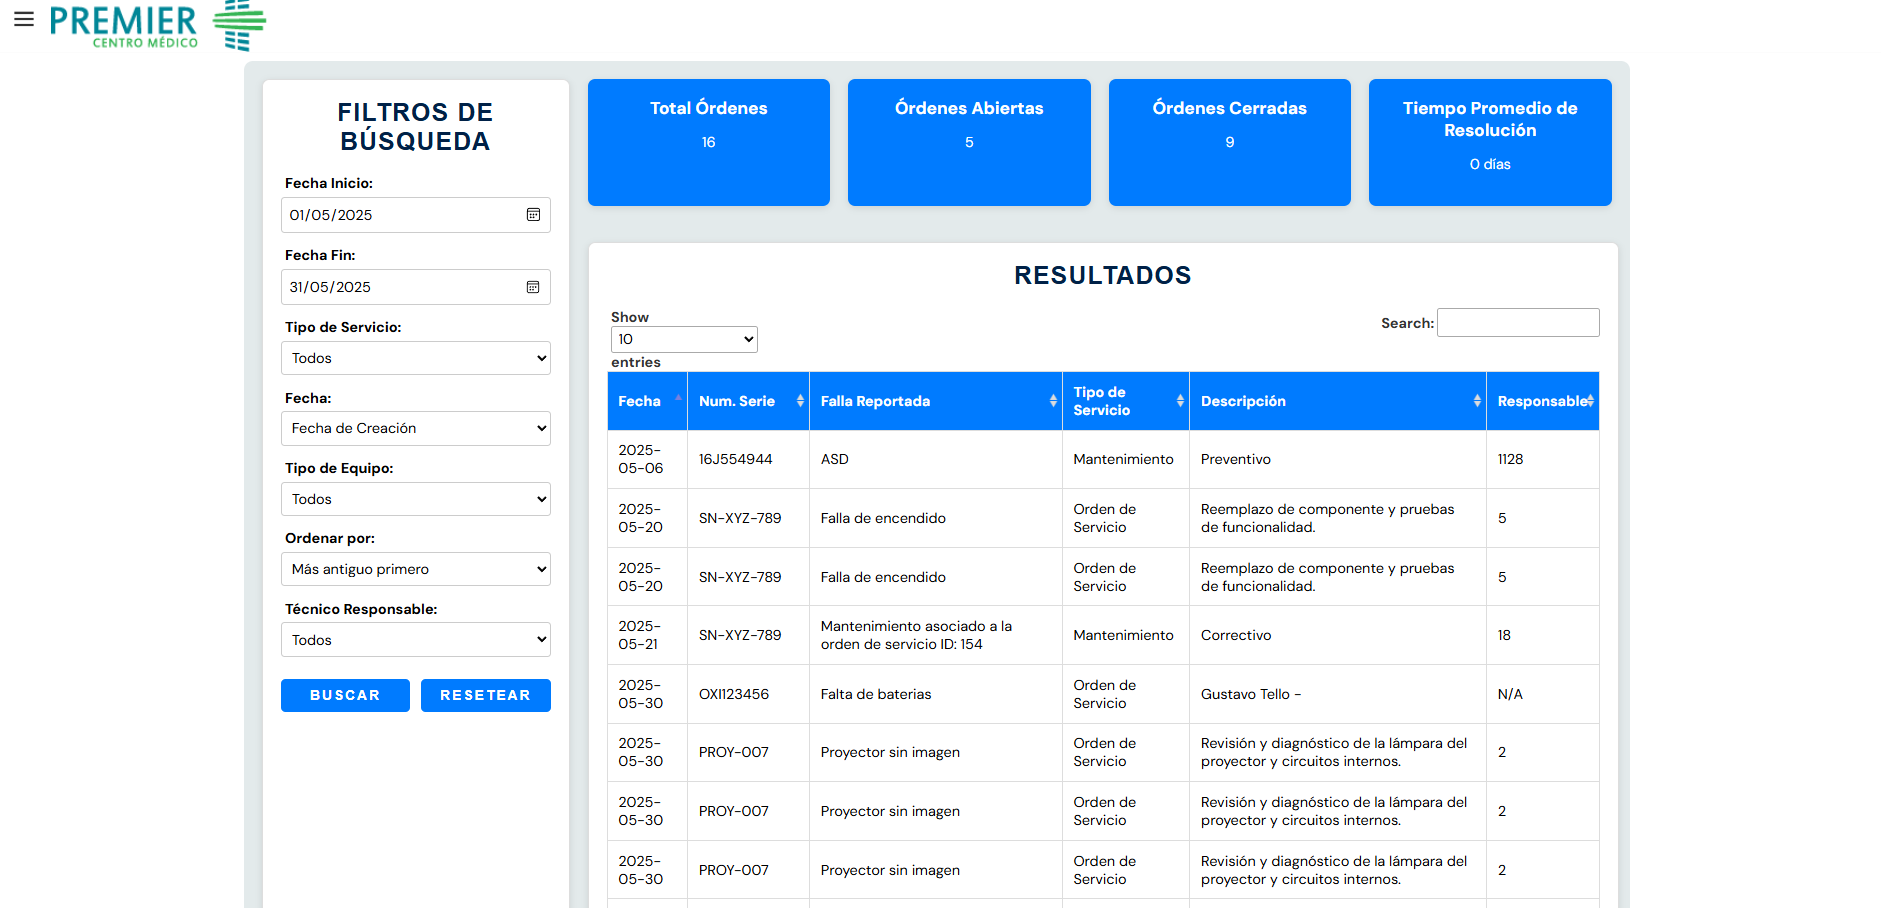 PREMIER
CENTRO MÉDICO
FILTROS DE
BÚSQUEDA
Fecha Inicio:
01/05/2025
Fecha Fin:
31/05/2025
Tipo de Servicio:
Todos
Fecha:
Fecha de Creación
Tipo de Equipo:
Todos
Ordenar por:
Más antiguo primero
Técnico Responsable:
Todos
BUSCAR RESETEAR
Total Órdenes
16
Órdenes Abiertas
5
Órdenes Cerradas
9
Tiempo Promedio de
Resolución
0 días
RESULTADOS
Show
10
entries
Search:
Fecha Num. Serie Falla Reportada Tipo de Servicio Descripción Responsable
2025-05-06 16J554944 ASD Mantenimiento Preventivo 1128
2025-05-20 SN-XYZ-789 Falla de encendido Orden de Servicio Reemplazo de componente y pruebas de funcionalidad. 5
2025-05-20 SN-XYZ-789 Falla de encendido Orden de Servicio Reemplazo de componente y pruebas de funcionalidad. 5
2025-05-21 SN-XYZ-789 Mantenimiento asociado a la orden de servicio ID: 154 Mantenimiento Correctivo 18
2025-05-30 OXI123456 Falta de baterias Orden de Servicio Gustavo Tello - N/A
2025-05-30 PROY-007 Proyector sin imagen Orden de Servicio Revisión y diagnóstico de la lámpara del proyector y circuitos internos. 2
2025-05-30 PROY-007 Proyector sin imagen Orden de Servicio Revisión y diagnóstico de la lámpara del proyector y circuitos internos. 2
2025-05-30 PROY-007 Proyector sin imagen Orden de Servicio Revisión y diagnóstico de la lámpara del proyector y circuitos internos. 2